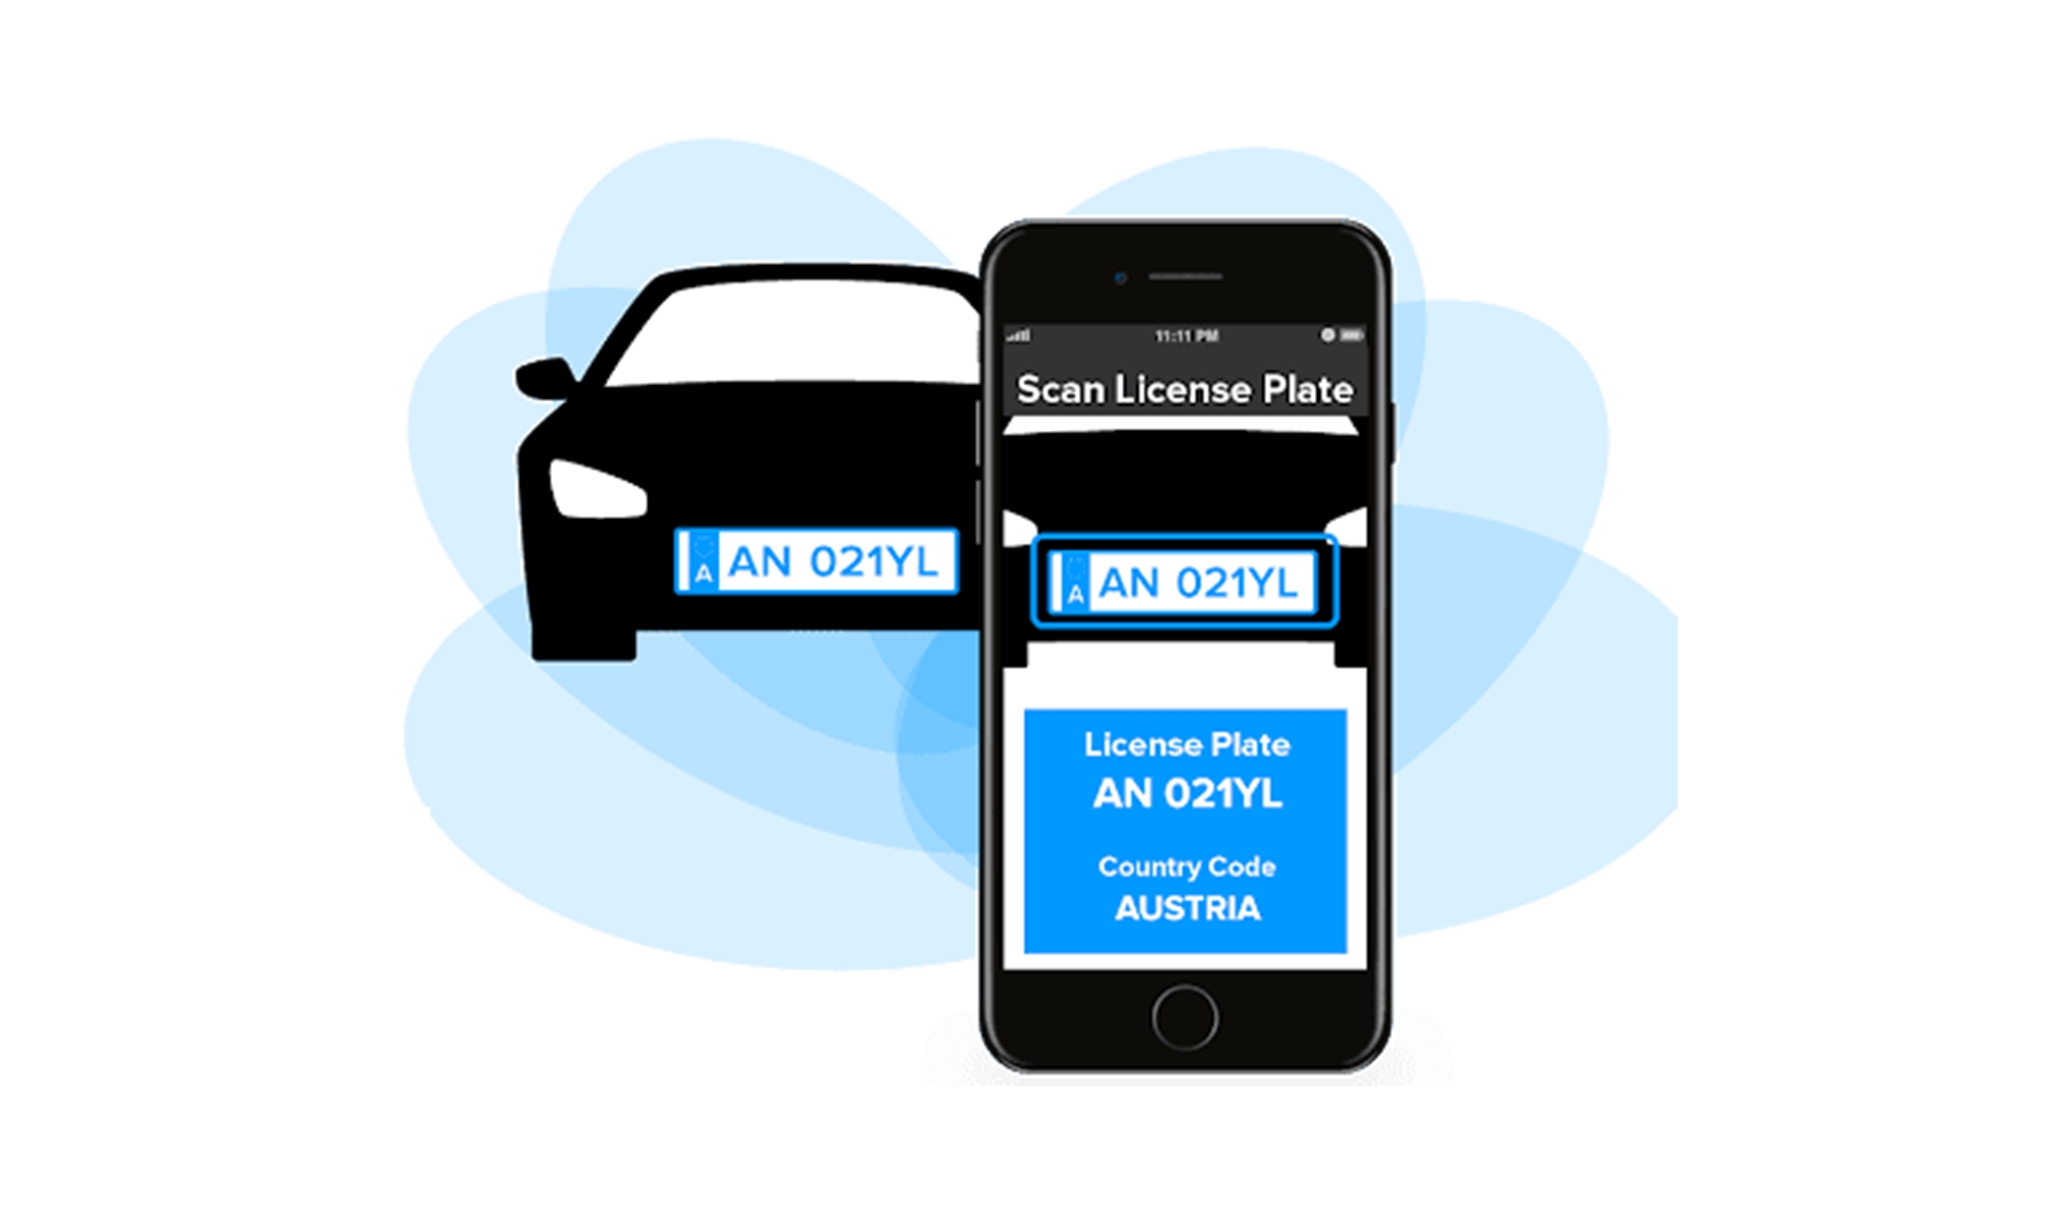 A AN 021YL
11:11 PM
Scan License Plate
A AN 021YL
License Plate
AN 021YL
Country Code
AUSTRIA